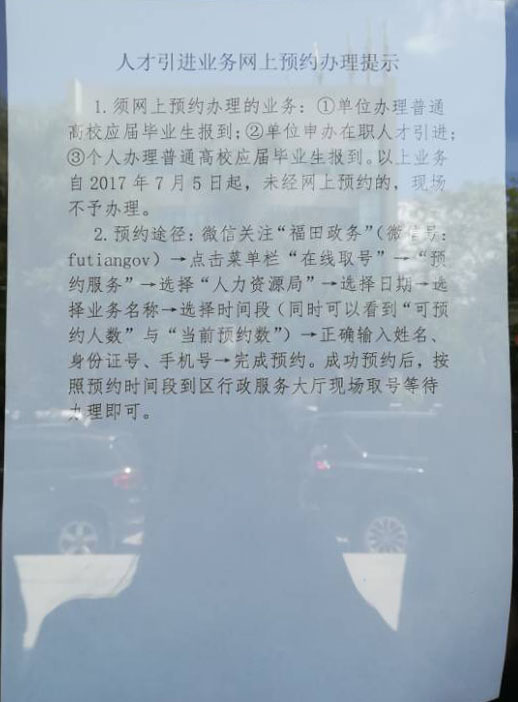 人才引进业务网上预约办理提示
1.须网上预约办理的业务：①单位办理普通
高校应届毕业生报到；②单位申办在职人才引进；
③个人办理普通高校应届毕业生报到。以上业务
自2017年7月5日起，未经网上预约的，现场
不予办理。
2.预约途径：微信关注“福田政务”（微信号：
futiangov）→点击菜单栏“在线取号”→“预
约服务”→选择“人力资源局”→选择日期→选
择业务名称→选择时间段（同时可以看到“可预
约人数”与“当前预约数”）→正确输入姓名、
身份证号、手机号→完成预约。成功预约后，按
照预约时间段到区行政服务大厅现场取号等待
办理即可。